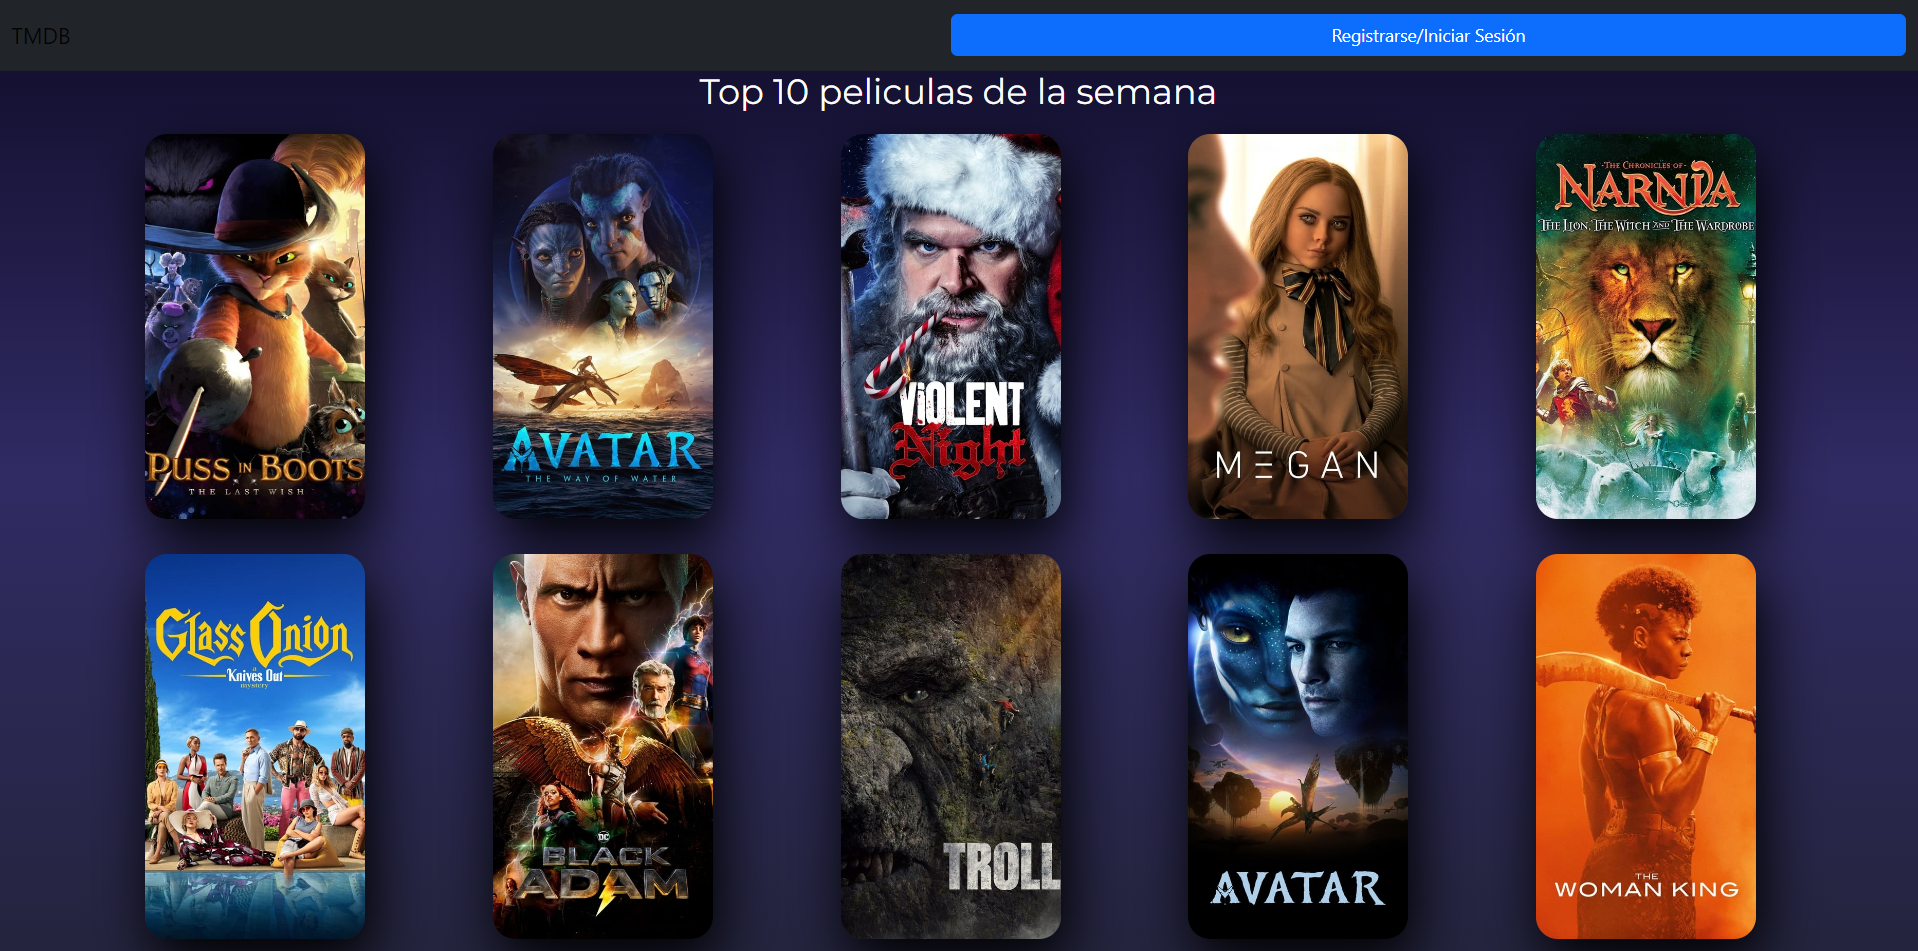 TMDB
Registrarse/Iniciar Sesión
Top 10 peliculas de la semana
PUSS IN BOOTS
THE LAST WISH
AVATAR
THE WAY OF WATER
VIOLENT
Night
MEGAN
THE CHRONICLES OF
NARNIA
THE LION, THE WITCH AND THE WARDROBE
GLASS ONION
A
KNIVES OUT
mystery
DC
BLACK
ADAM
TROLL
AVATAR
THE
WOMAN KING